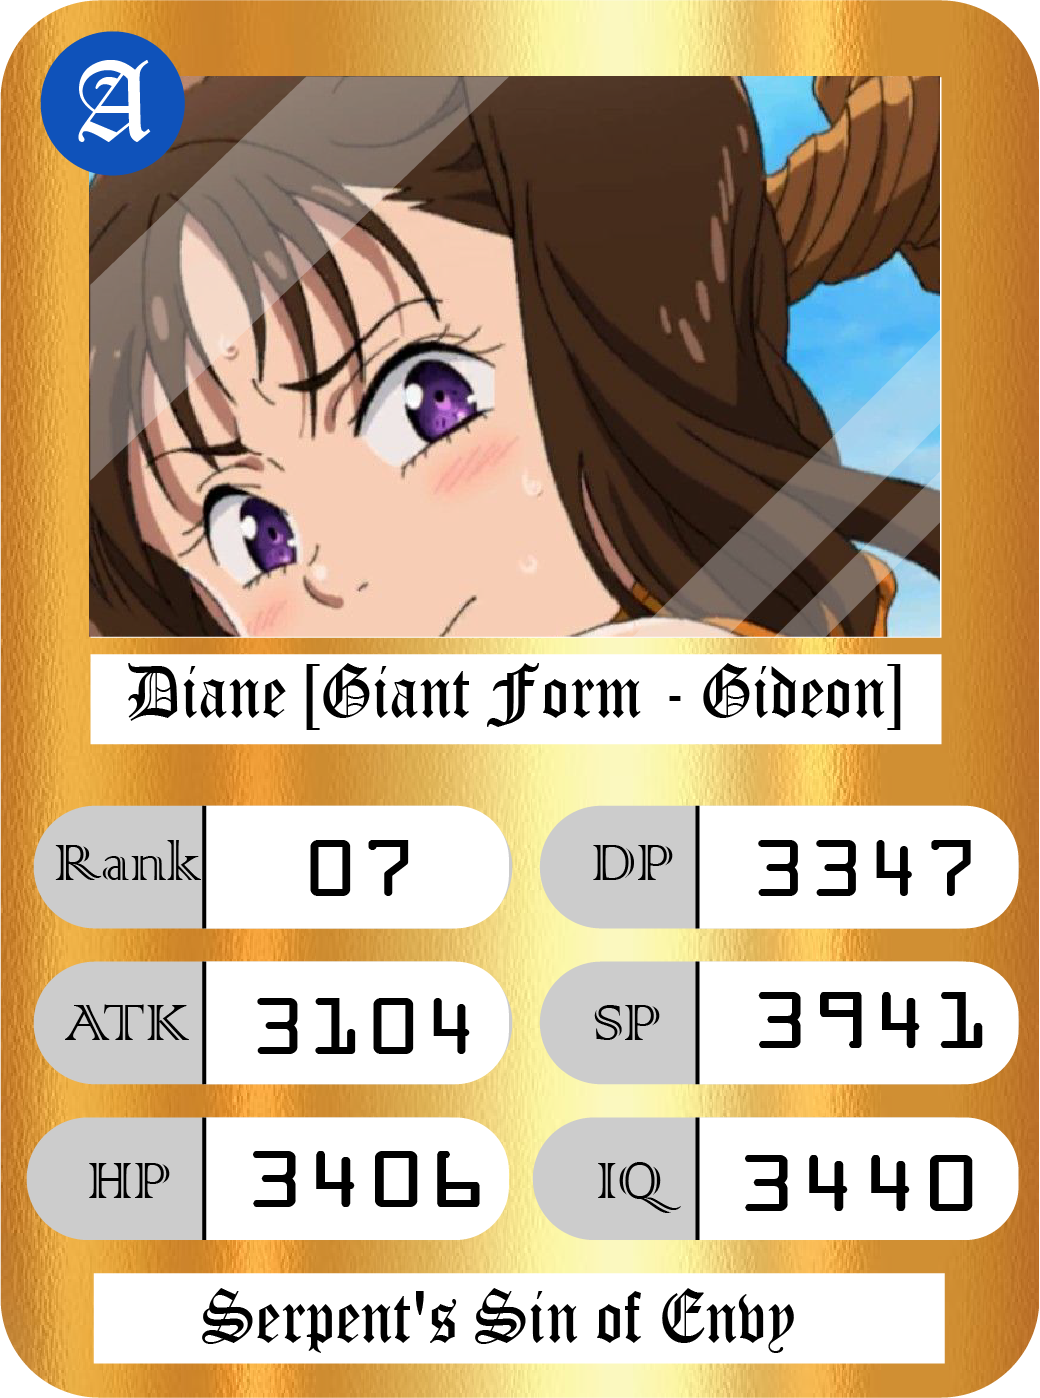 A
Diane [Giant Form - Gideon]
Rank 07
DP 3347
ATK 3104
SP 3941
HP 3406
IQ 3440
Serpent's Sin of Envy